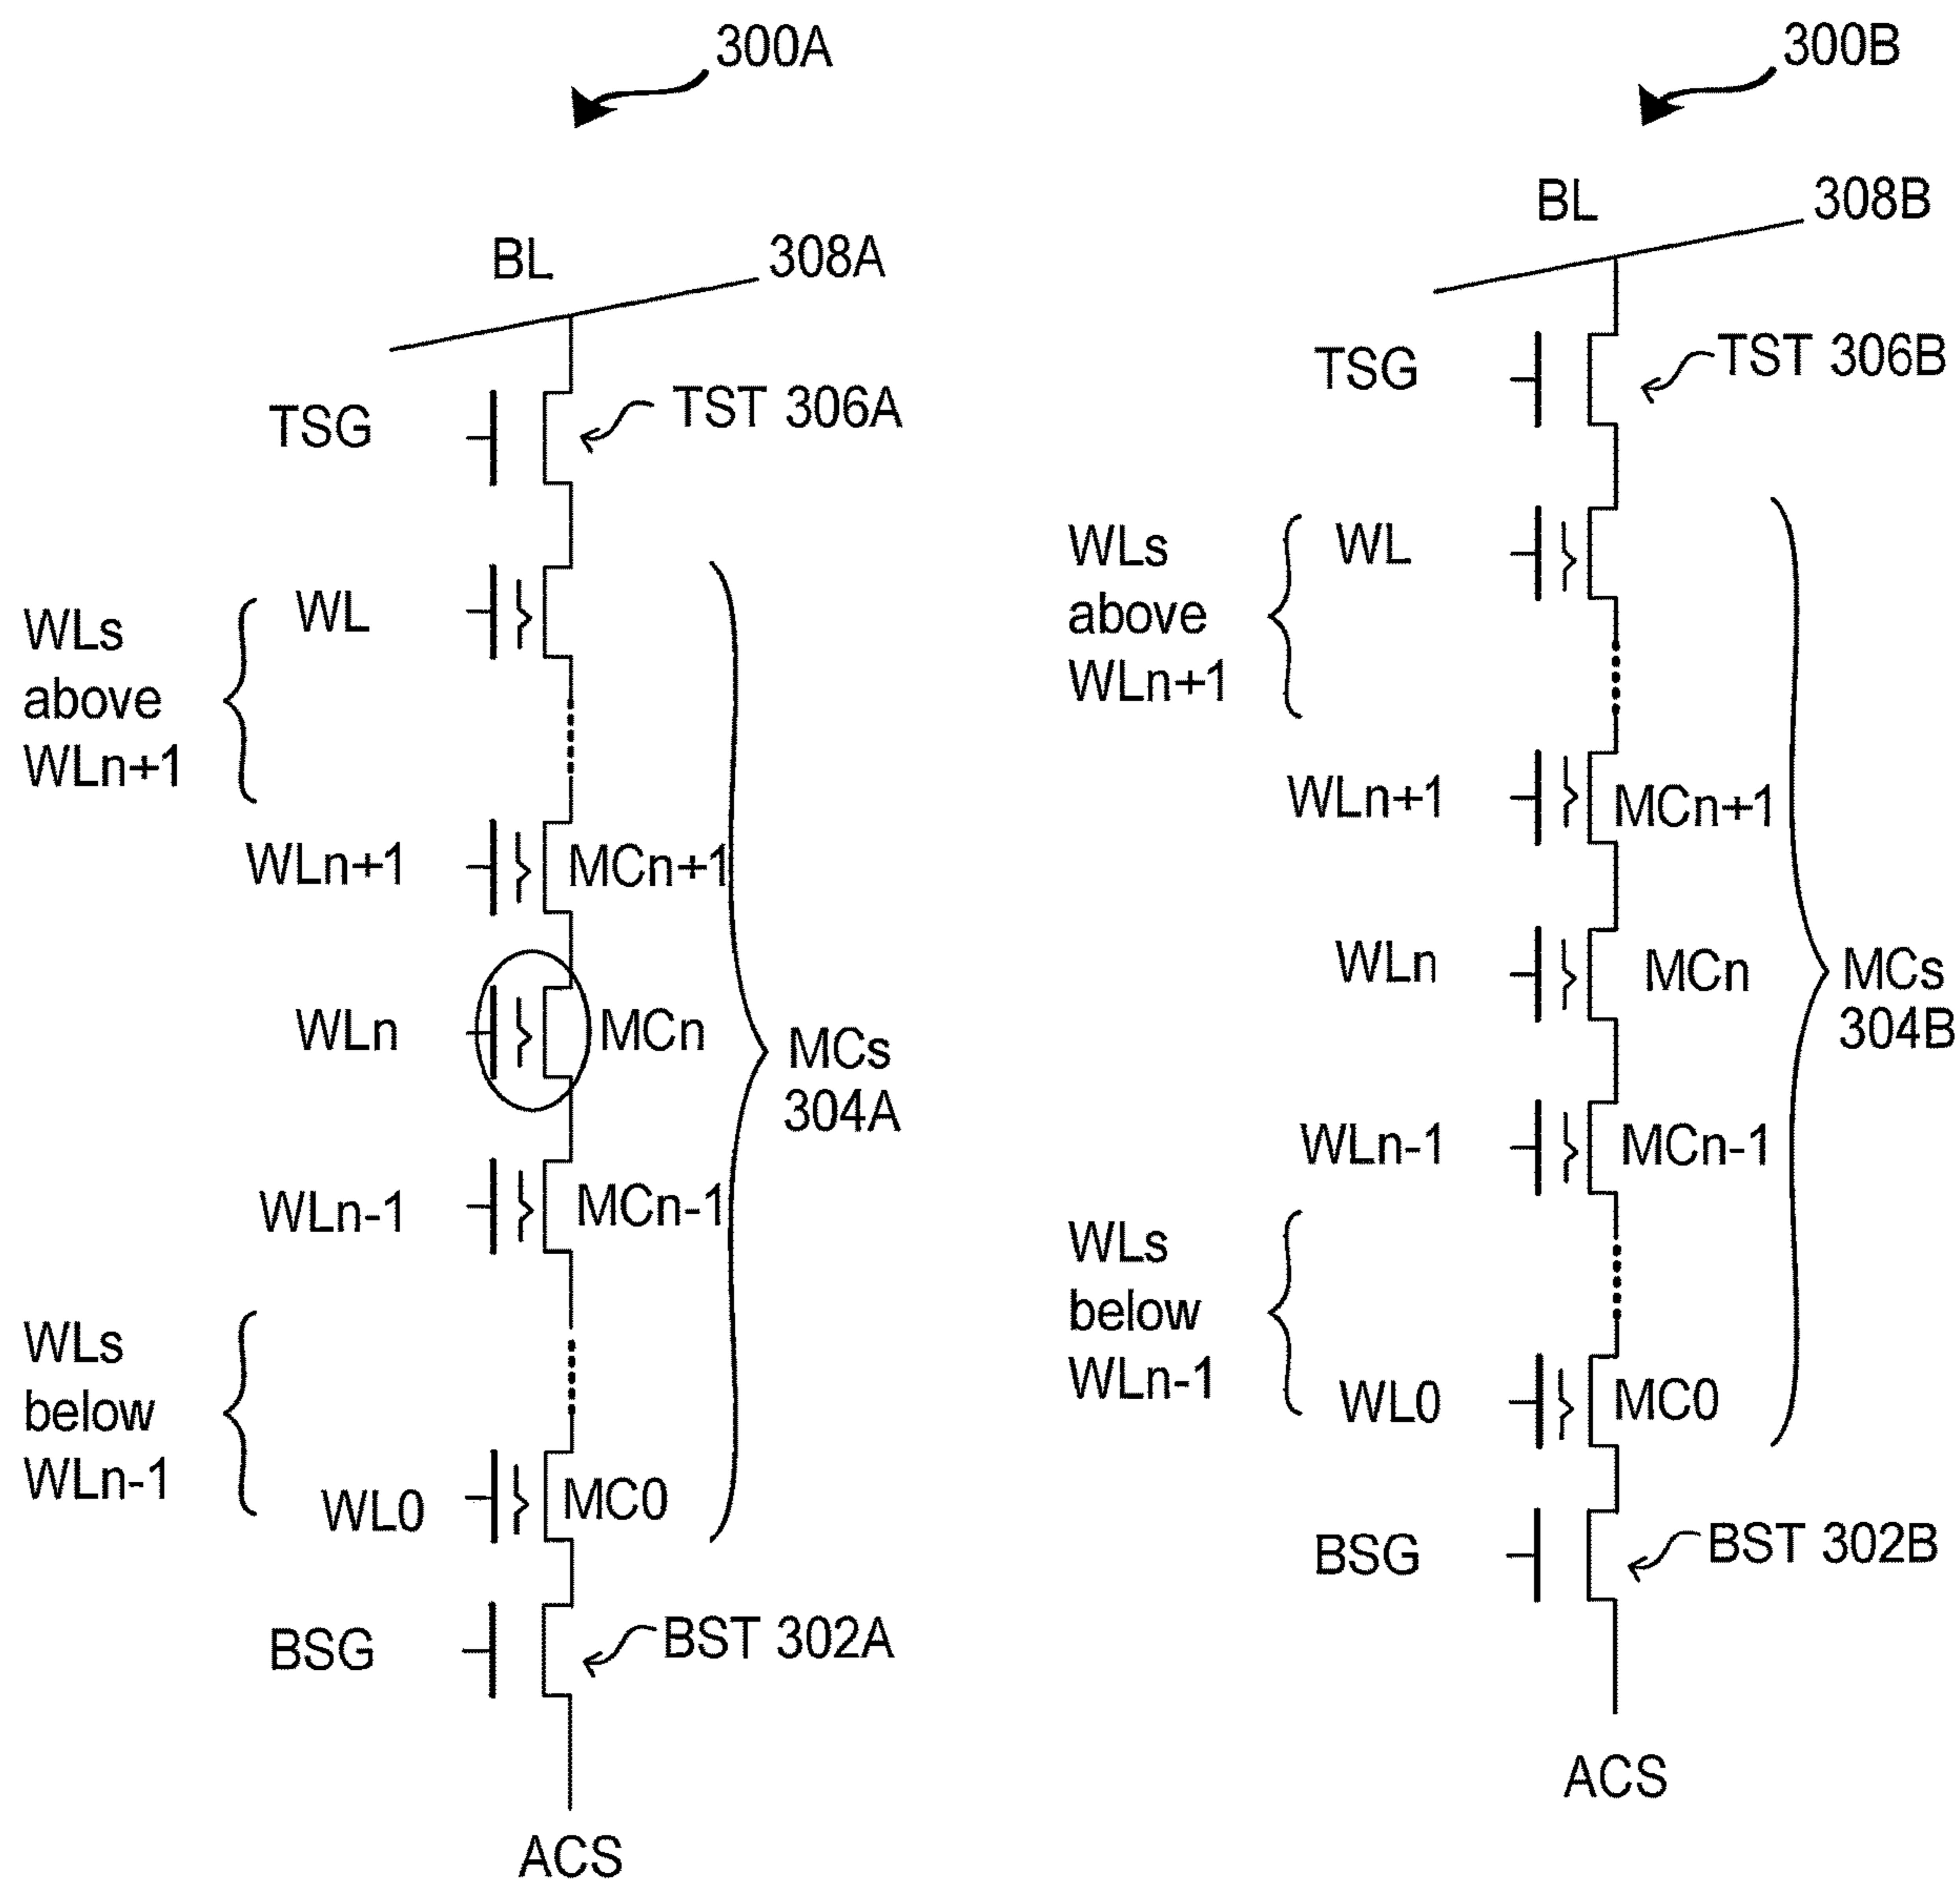 300A
BL
308A
TSG
TST 306A
WLs
above
WLn+1
WL
WLn+1
MCn+1
WLn
MCn
MCs
304A
WLn-1
MCn-1
WLs
below
WLn-1
WL0
MC0
BSG
BST 302A
ACS
300B
BL
308B
TSG
TST 306B
WLs
above
WLn+1
WL
WLn+1
MCn+1
WLn
MCn
MCs
304B
WLn-1
MCn-1
WLs
below
WLn-1
WL0
MC0
BSG
BST 302B
ACS